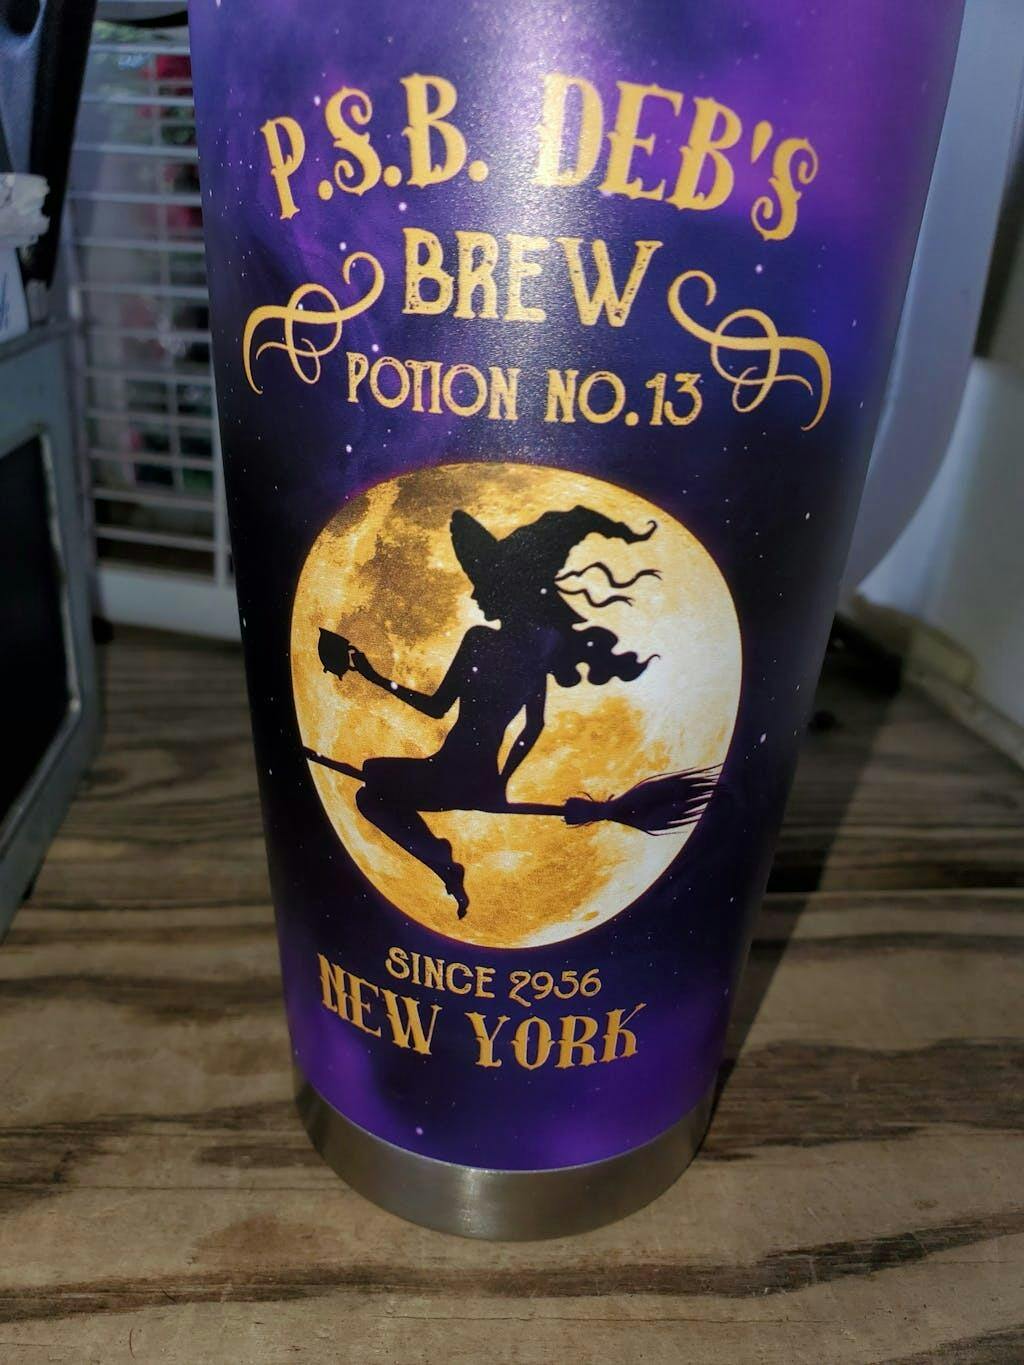 P.S.B. DEB'S
BREW
POTION NO.13
SINCE 2956
NEW YORK